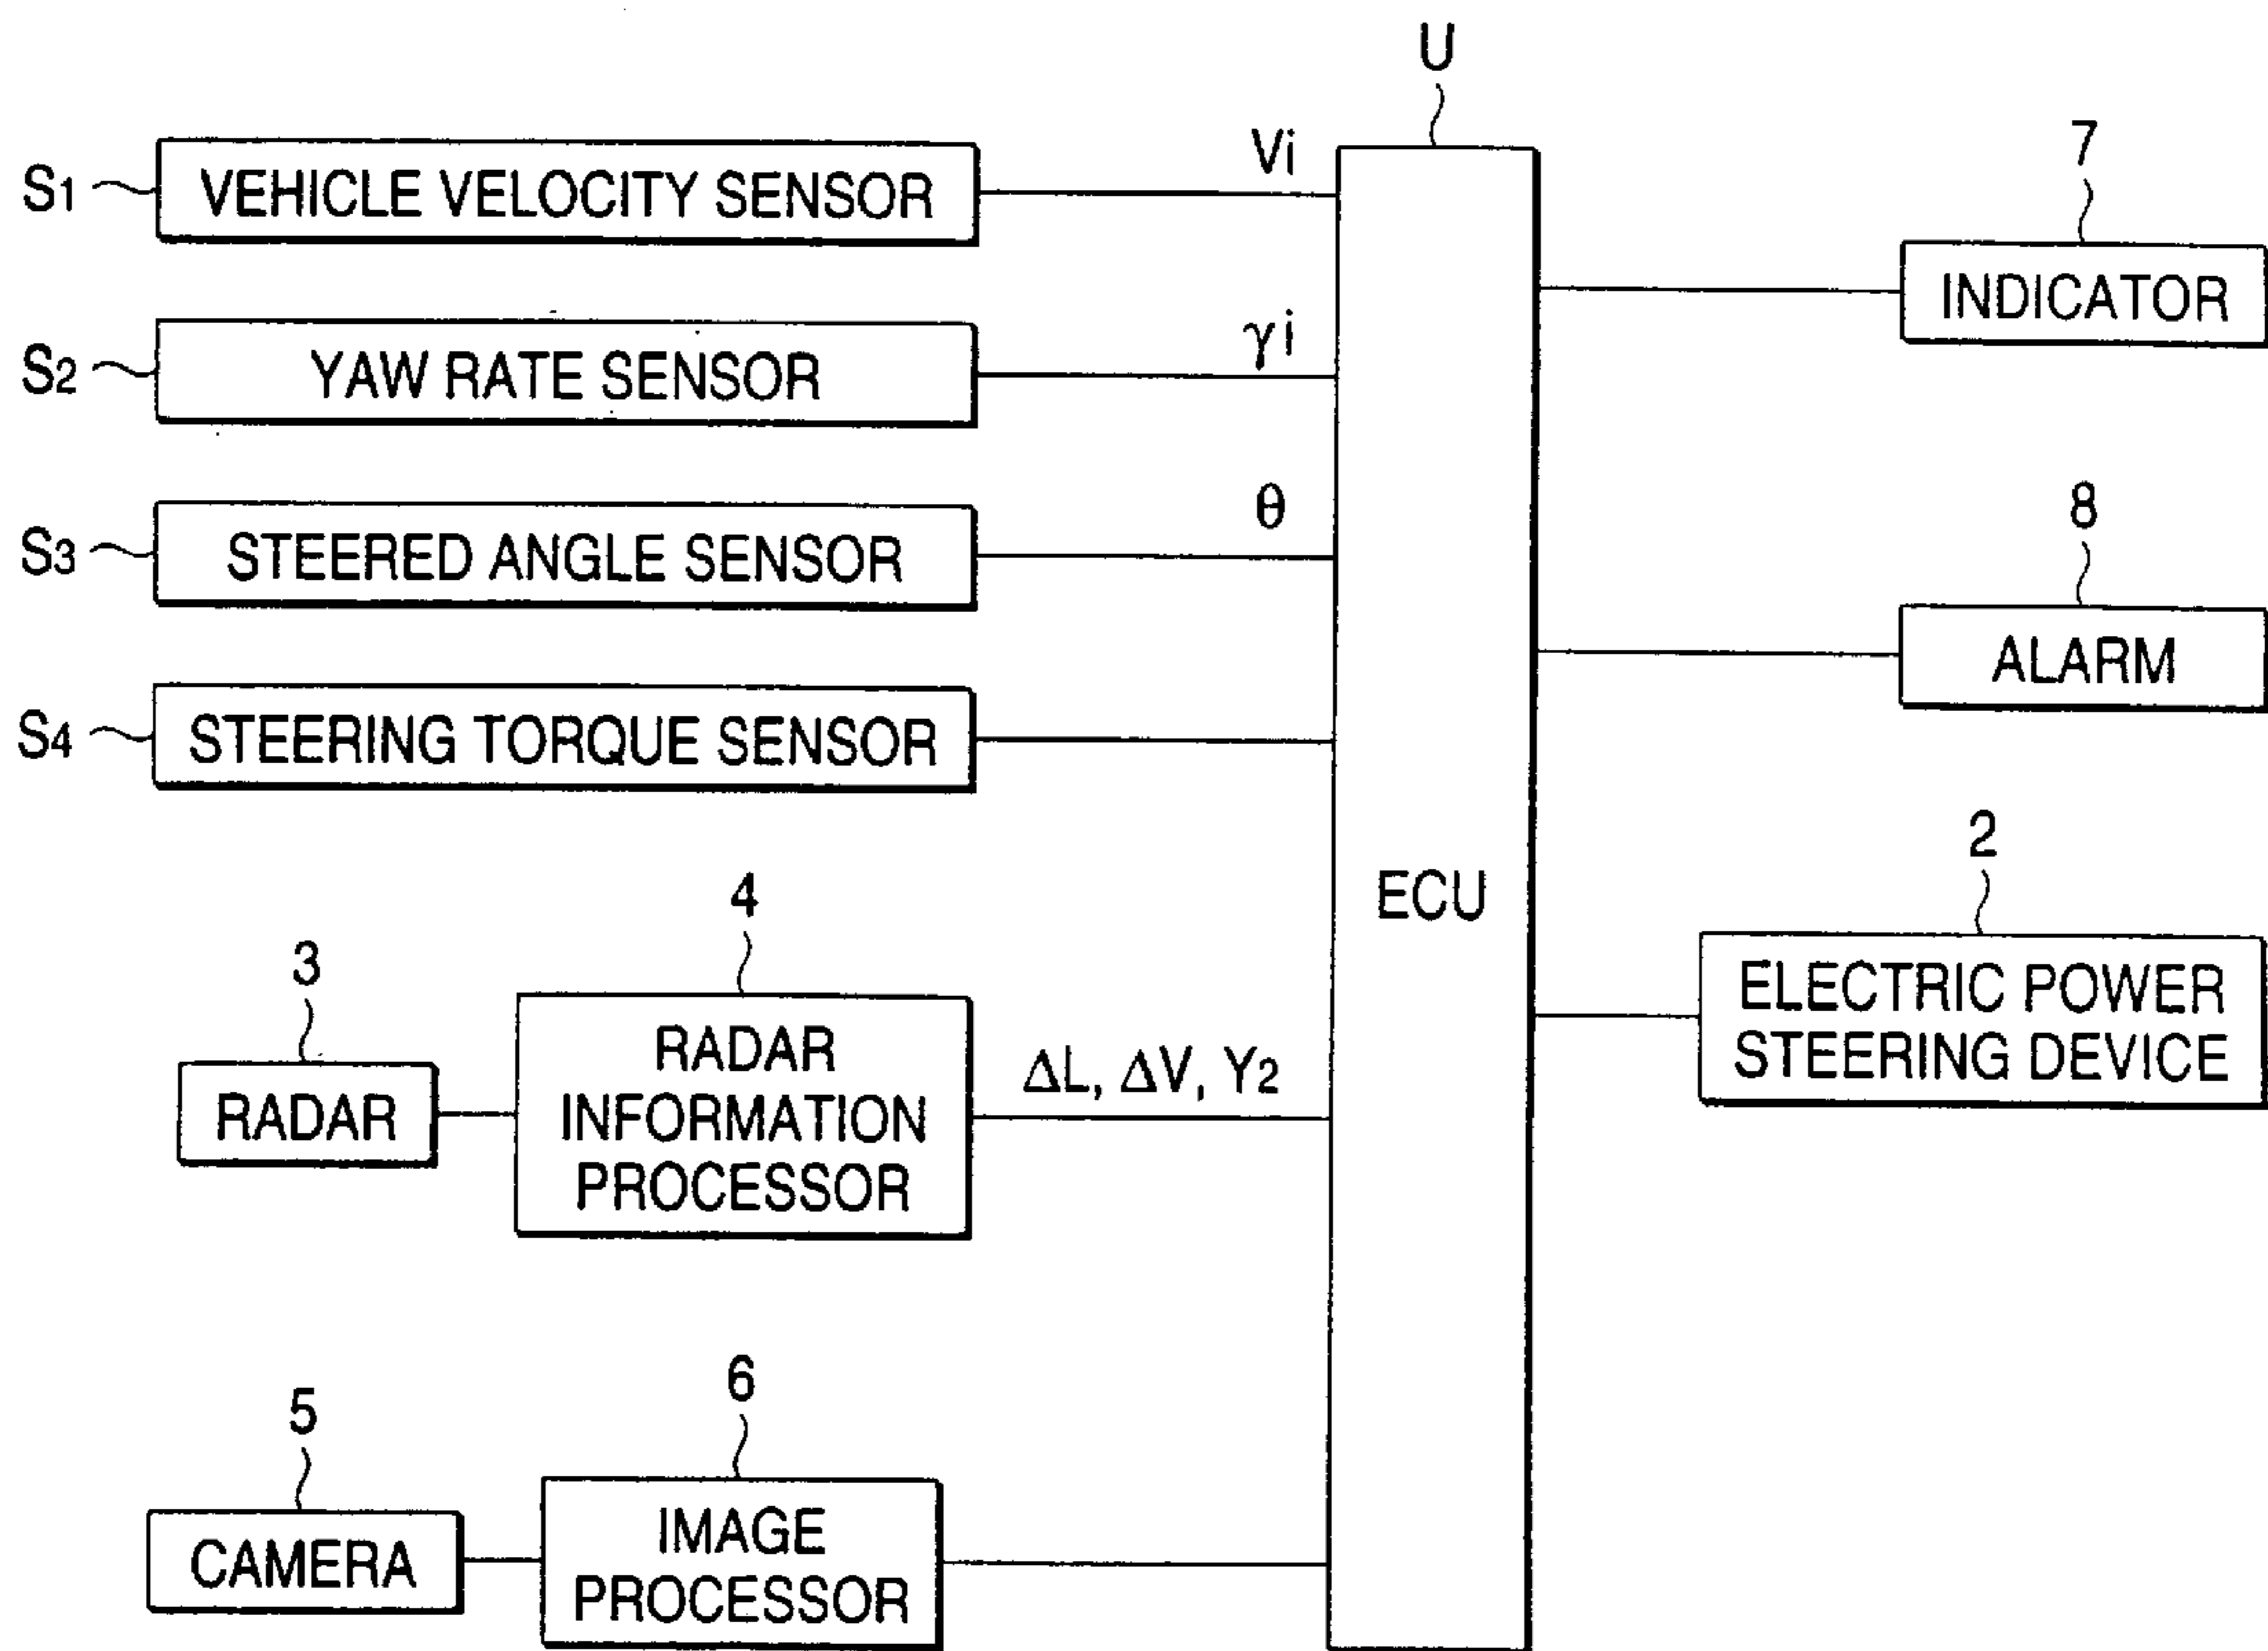 U
S1
VEHICLE VELOCITY SENSOR
Vi
7
INDICATOR
S2
YAW RATE SENSOR
γi
S3
STEERED ANGLE SENSOR
θ
8
ALARM
S4
STEERING TORQUE SENSOR
ECU
2
ELECTRIC POWER
STEERING DEVICE
3
RADAR
4
RADAR
INFORMATION
PROCESSOR
ΔL, ΔV, Y2
5
CAMERA
6
IMAGE
PROCESSOR